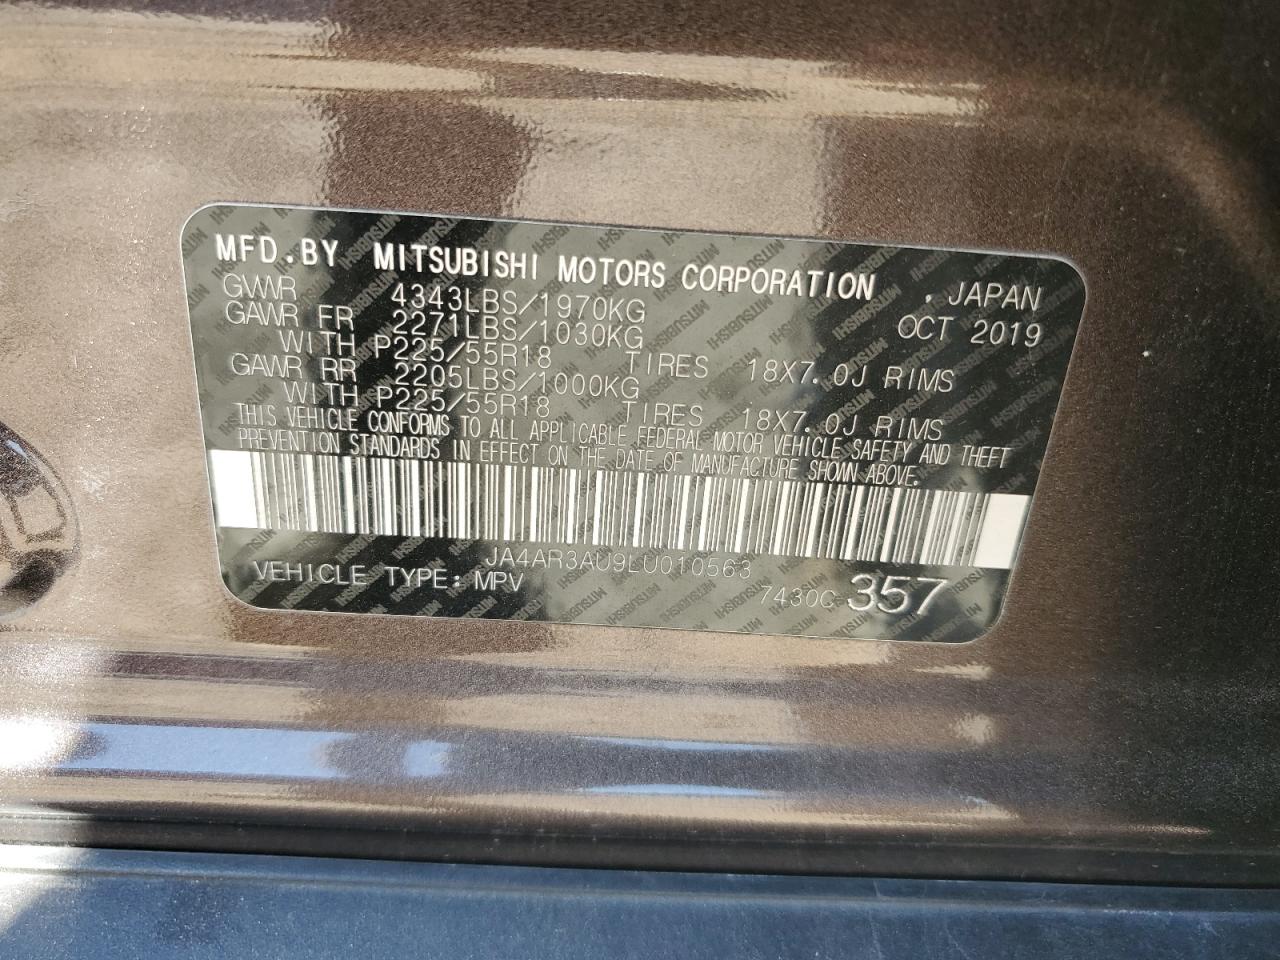 MFD.BY MITSUBISHI MOTORS CORPORATION . JAPAN
GVWR 4343LBS/1970KG OCT 2019
GAWR FR 2271LBS/1030KG
WITH P225/55R18 TIRES 18X7.0J RIMS
GAWR RR 2205LBS/1000KG
WITH P225/55R18 TIRES 18X7.0J RIMS
THIS VEHICLE CONFORMS TO ALL APPLICABLE FEDERAL MOTOR VEHICLE SAFETY AND THEFT
PREVENTION STANDARDS IN EFFECT ON THE DATE OF MANUFACTURE SHOWN ABOVE.
JA4AR3AU9LU010563
VEHICLE TYPE: MPV 7430C 357